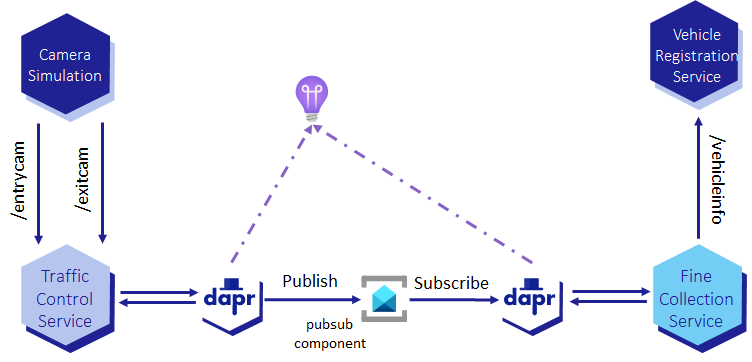 Camera
Simulation
Vehicle
Registration
Service
/entrycam
/exitcam
/vehicleinfo
Traffic
Control
Service
dapr
Publish
pubsub
component
Subscribe
dapr
Fine
Collection
Service